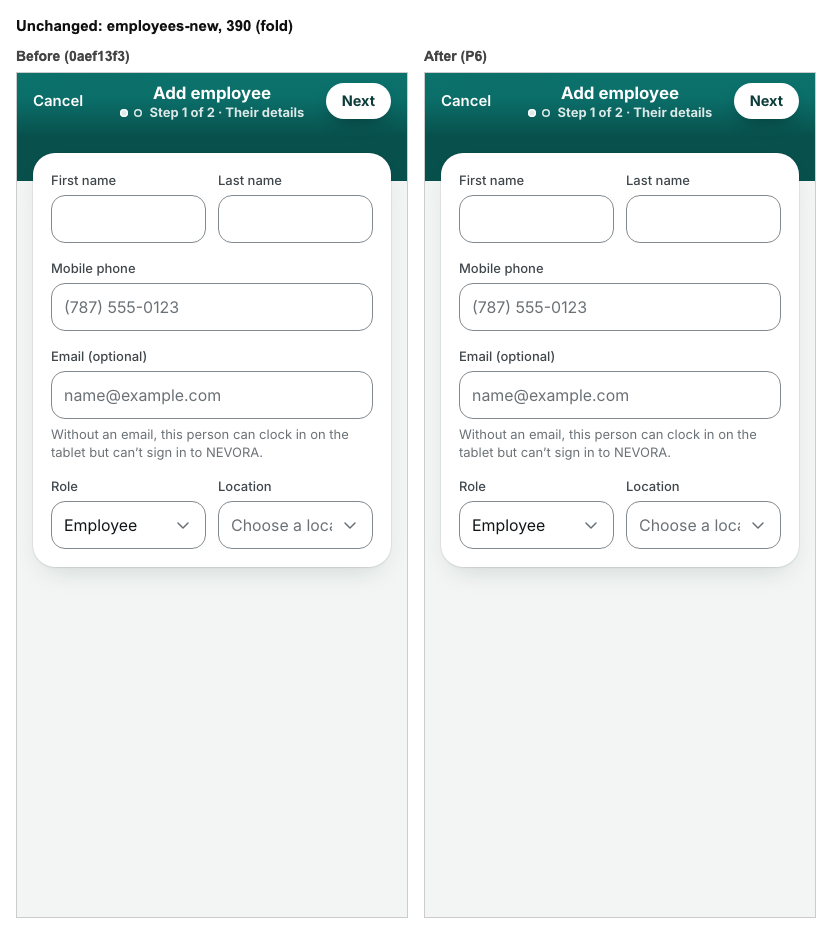 Unchanged: employees-new, 390 (fold)
Before (0aef13f3)
Cancel
Add employee
Step 1 of 2 · Their details
Next
First name
Last name
Mobile phone
(787) 555-0123
Email (optional)
name@example.com
Without an email, this person can clock in on the
tablet but can’t sign in to NEVORA.
Role
Location
Employee
Choose a loca
After (P6)
Cancel
Add employee
Step 1 of 2 · Their details
Next
First name
Last name
Mobile phone
(787) 555-0123
Email (optional)
name@example.com
Without an email, this person can clock in on the
tablet but can’t sign in to NEVORA.
Role
Location
Employee
Choose a loca